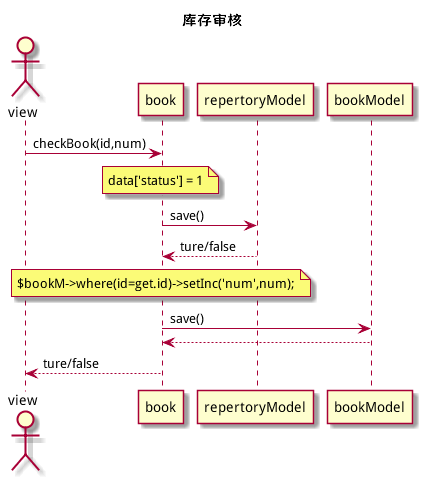 库存审核
view
book
repertoryModel
bookModel
checkBook(id,num)
data['status'] = 1
save()
ture/false
$bookM->where(id=get.id)->setInc('num',num);
save()
ture/false
view
book
repertoryModel
bookModel